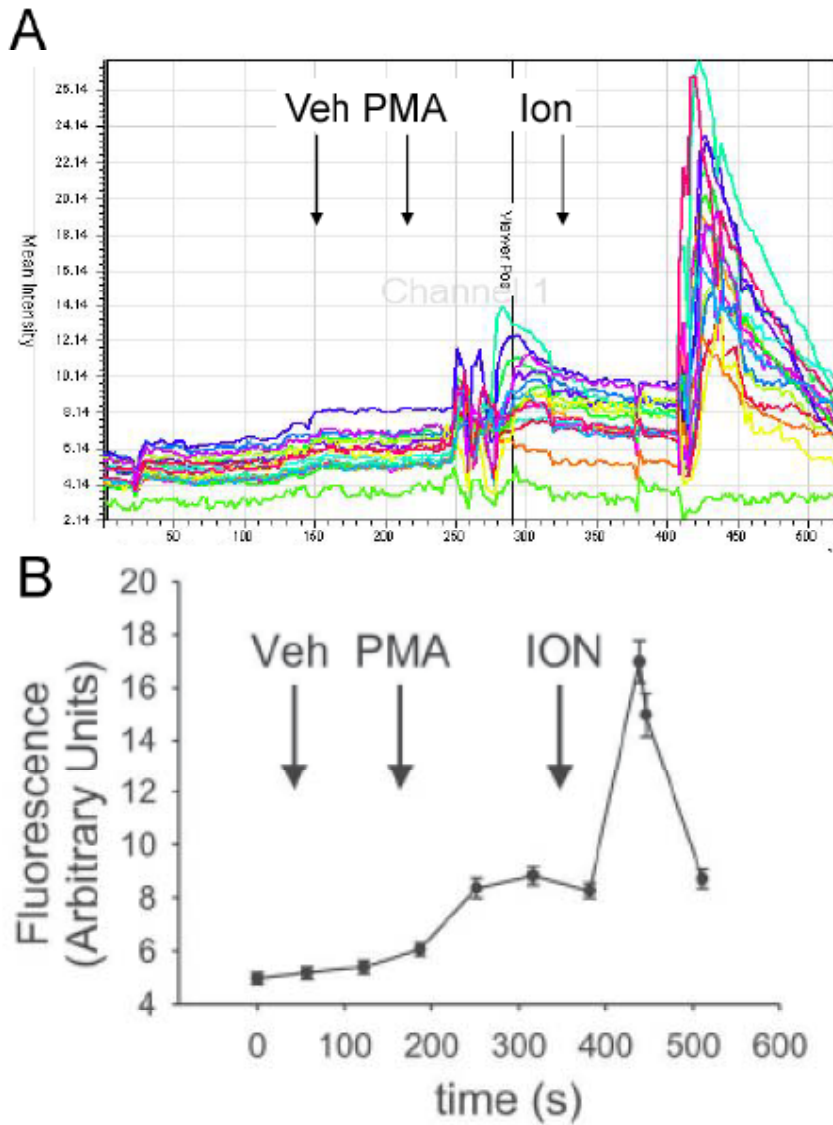 A
Veh PMA Ion
26.14
24.14
22.14
20.14
18.14
16.14
14.14
12.14
10.14
8.14
6.14
4.14
2.14
Mean Intensity
Viewer Pos
Channel 1
50 100 150 200 250 300 350 400 450 500
B
20
18
16
14
12
10
8
6
4
Fluorescence
(Arbitrary Units)
Veh PMA ION
0 100 200 300 400 500 600
time (s)